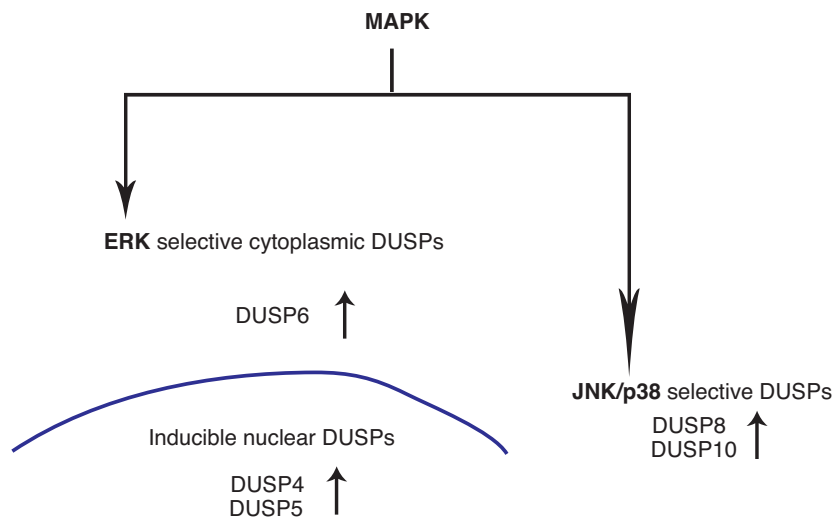 MAPK
ERK selective cytoplasmic DUSPs
DUSP6
JNK/p38 selective DUSPs
DUSP8
DUSP10
Inducible nuclear DUSPs
DUSP4
DUSP5